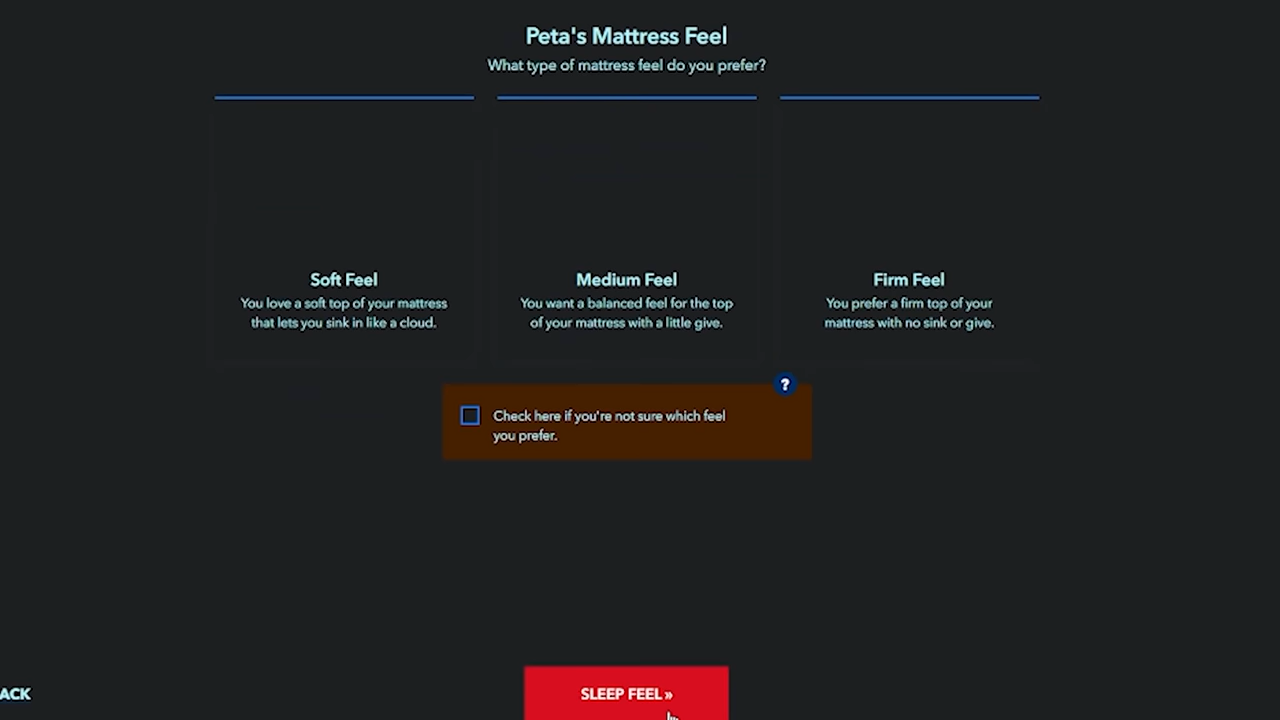 Peta's Mattress Feel
What type of mattress feel do you prefer?
Soft Feel
You love a soft top of your mattress
that lets you sink in like a cloud.
Medium Feel
You want a balanced feel for the top
of your mattress with a little give.
Firm Feel
You prefer a firm top of your
mattress with no sink or give.
?
Check here if you're not sure which feel
you prefer.
ACK
SLEEP FEEL »